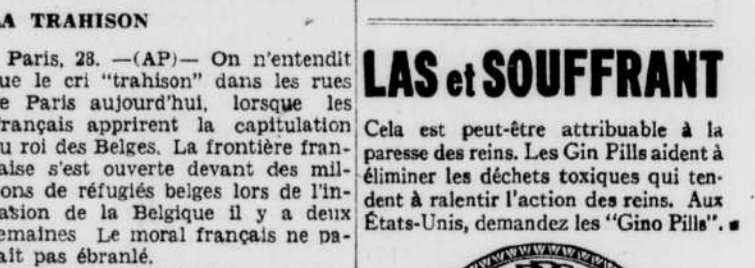 A TRAHISON
Paris, 28. —(AP)— On n'entendit
ue le cri "trahison" dans les rues
e Paris aujourd'hui, lorsque les
rançais apprirent la capitulation
u roi des Belges. La frontière fran-
aise s'est ouverte devant des mil-
ons de réfugiés belges lors de l'in-
asion de la Belgique il y a deux
emaines Le moral français ne pa-
ait pas ébranlé.
LAS et SOUFFRANT
Cela est peut-être attribuable à la
paresse des reins. Les Gin Pills aident à
éliminer les déchets toxiques qui ten-
dent à ralentir l'action des reins. Aux
États-Unis, demandez les "Gino Pills".